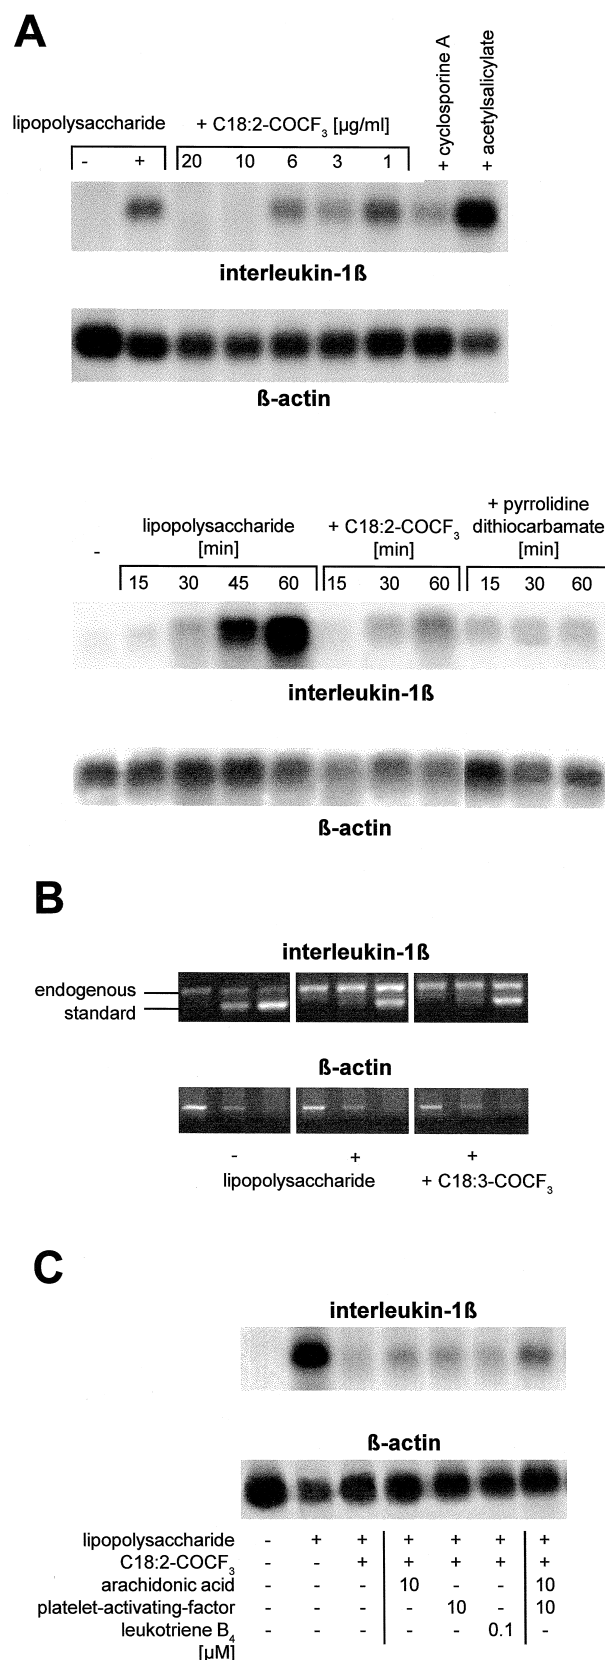 A
lipopolysaccharide + C18:2-COCF3 [µg/ml] + cyclosporine A + acetylsalicylate
- + 20 10 6 3 1
interleukin-1ß
ß-actin
lipopolysaccharide + C18:2-COCF3 + pyrrolidine dithiocarbamate
- [min] [min] [min]
15 30 45 60 15 30 60 15 30 60
interleukin-1ß
ß-actin
B
interleukin-1ß
endogenous
standard
ß-actin
- + +
lipopolysaccharide + C18:3-COCF3
C
interleukin-1ß
ß-actin
lipopolysaccharide - + + + + + +
C18:2-COCF3 - - + + + + +
arachidonic acid - - - 10 - - 10
platelet-activating-factor - - - - 10 - 10
leukotriene B4 - - - - - 0.1 -
[µM]